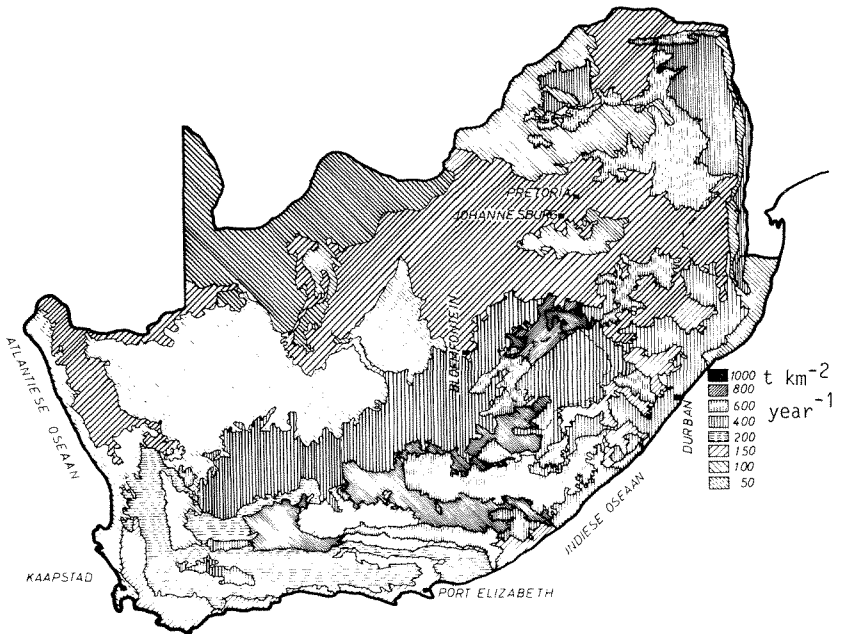 PRETORIA
JOHANNESBURG
BLOEMFONTEIN
ATLANTIESE OSEAAN
1000 t km-2
800
600 year-1
400
200
150
100
50
DURBAN
INDIESE OSEAAN
KAAPSTAD
PORT ELIZABETH